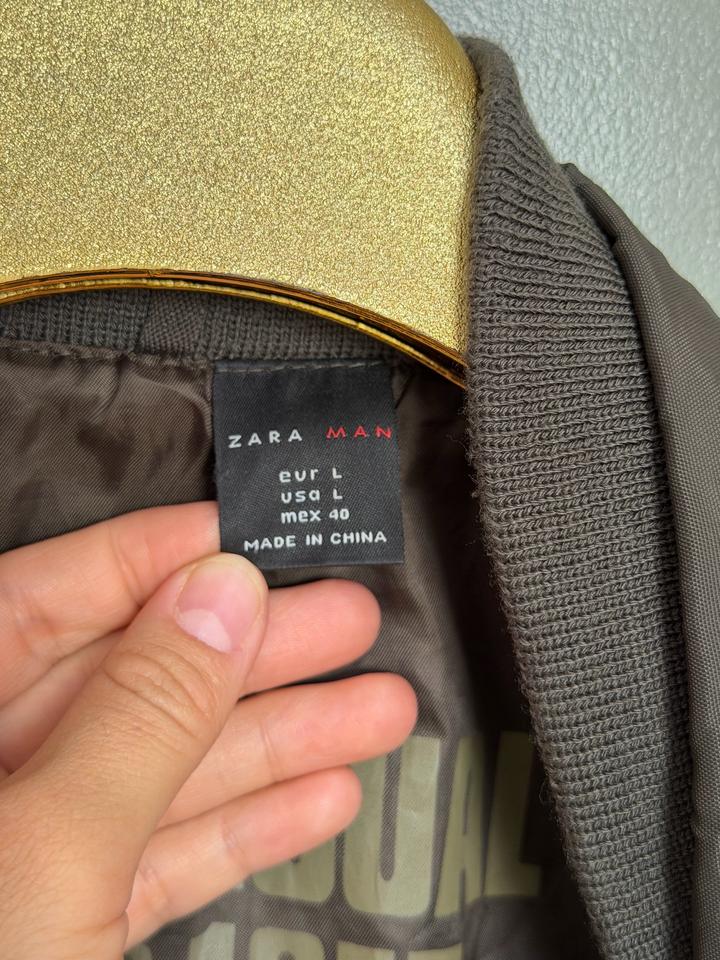 ZARA MAN
eur L
usa L
mex 40
MADE IN CHINA